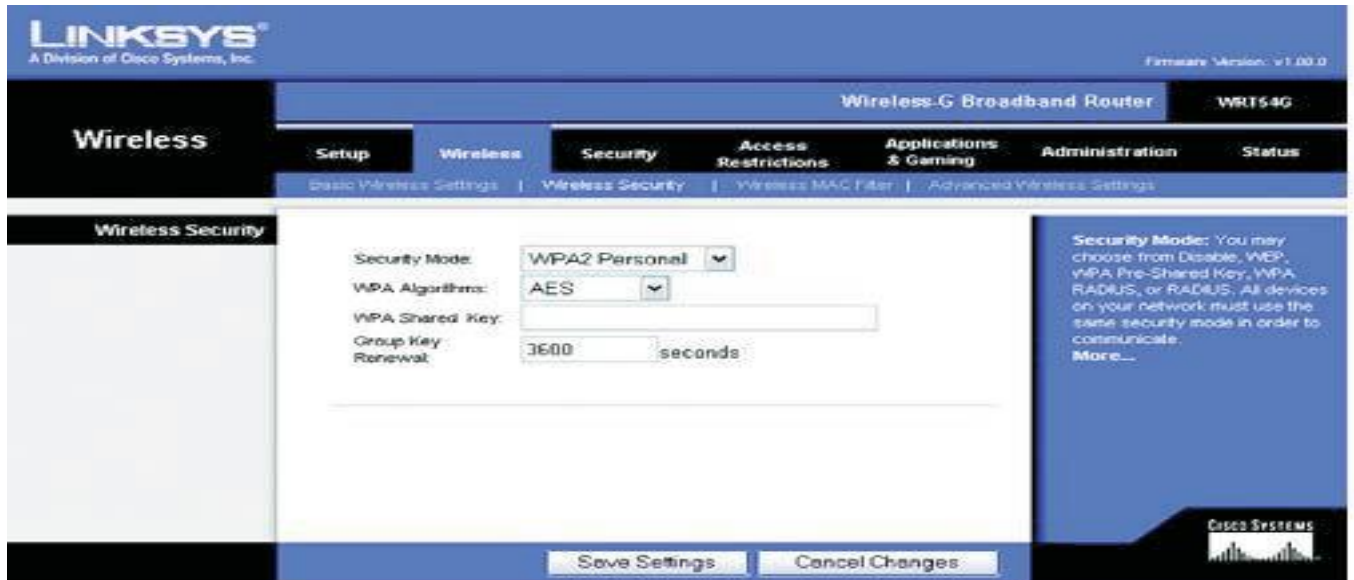 LINKSYS®
A Division of Cisco Systems, Inc.
Firmware Version: v1.00.0
Wireless-G Broadband Router WRT54G
Wireless
Setup Wireless Security Access Restrictions Applications & Gaming Administration Status
Basic Wireless Settings | Wireless Security | Wireless MAC Filter | Advanced Wireless Settings
Wireless Security
Security Mode: WPA2 Personal
WPA Algorithms: AES
WPA Shared Key:
Group Key Renewal: 3600 seconds
Security Mode: You may
choose from Disable, WEP,
WPA Pre-Shared Key, WPA
RADIUS, or RADIUS. All devices
on your network must use the
same security mode in order to
communicate.
More...
CISCO SYSTEMS
Save Settings Cancel Changes